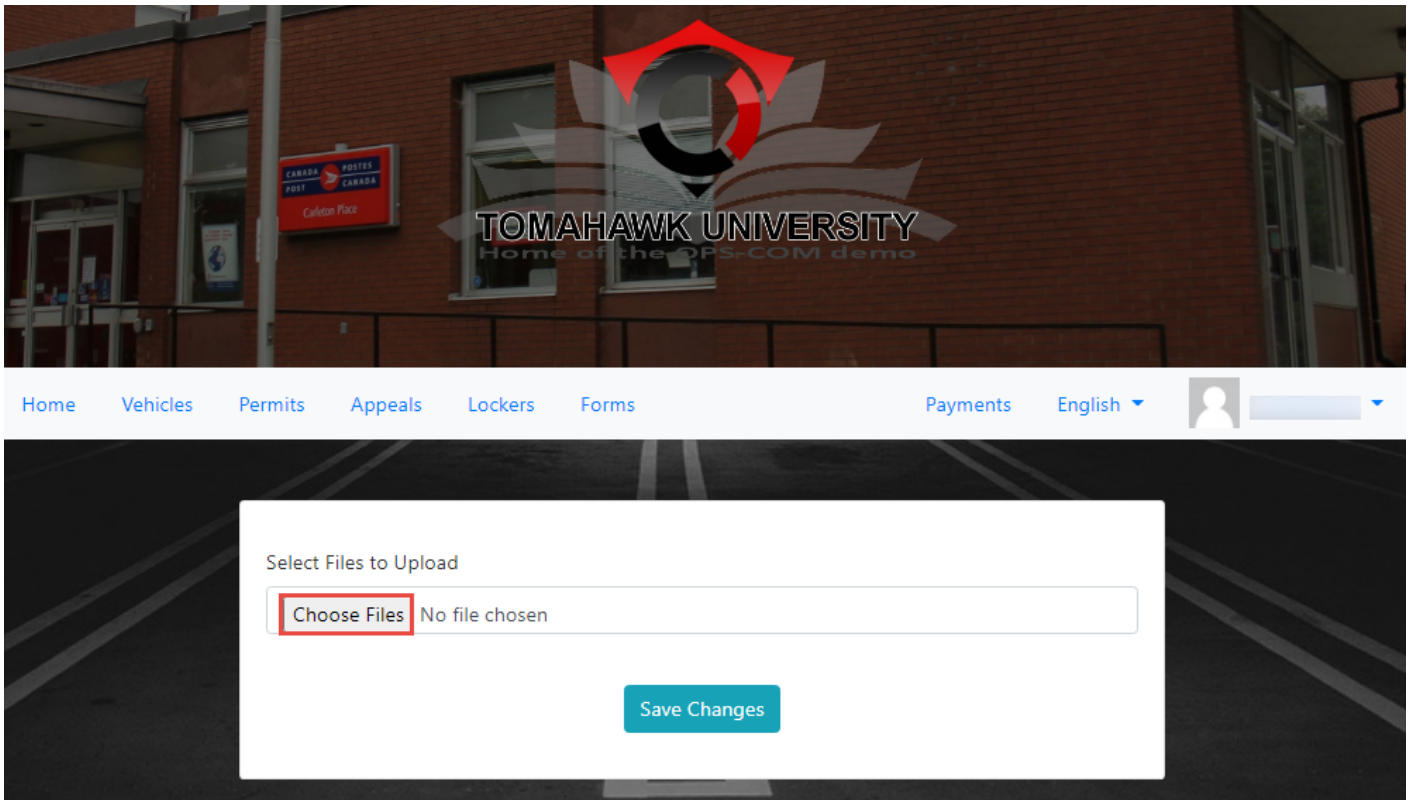 CANADA POST POSTES CANADA
Carleton Place
TOMAHAWK UNIVERSITY
Home of the OPS-COM demo
Home Vehicles Permits Appeals Lockers Forms Payments English
Select Files to Upload
Choose Files No file chosen
Save Changes